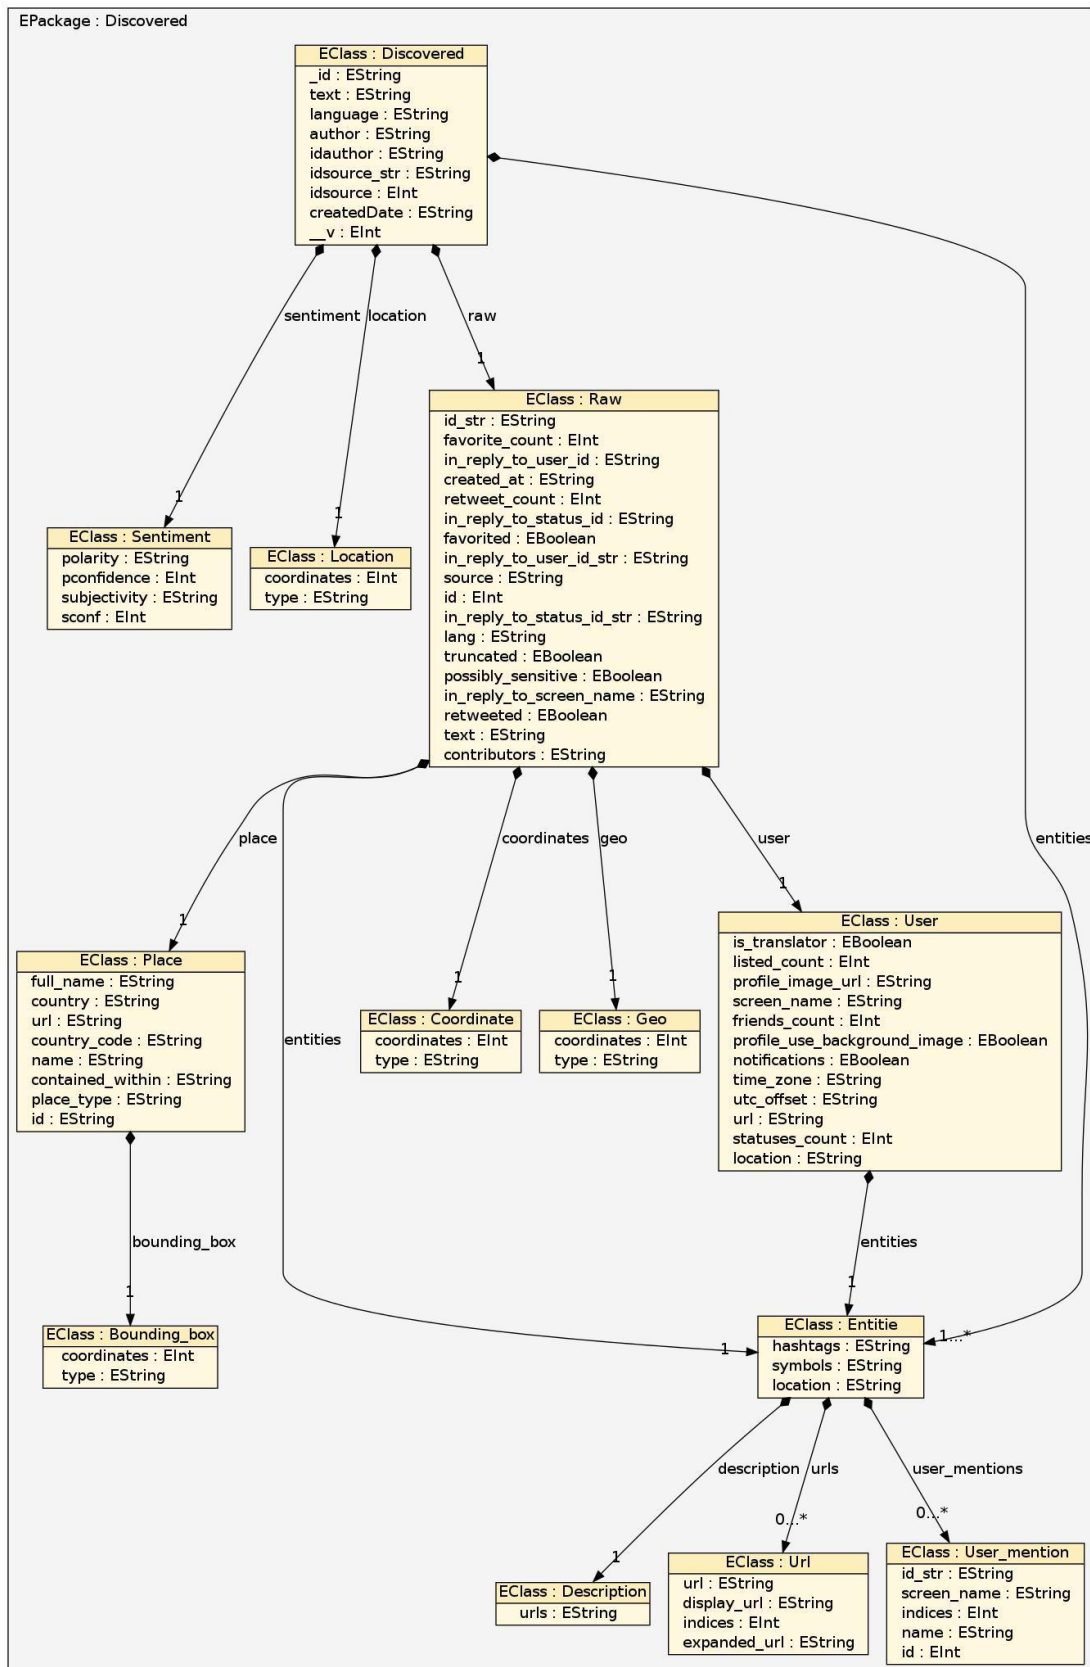 EPackage : Discovered
EClass : Discovered
_id : EString
text : EString
language : EString
author : EString
idauthor : EString
idsource_str : EString
idsource : EInt
createdDate : EString
__v : EInt
sentiment
location
raw
1
1
1
EClass : Raw
id_str : EString
favorite_count : EInt
in_reply_to_user_id : EString
created_at : EString
retweet_count : EInt
in_reply_to_status_id : EString
favorited : EBoolean
in_reply_to_user_id_str : EString
source : EString
id : EInt
in_reply_to_status_id_str : EString
lang : EString
truncated : EBoolean
possibly_sensitive : EBoolean
in_reply_to_screen_name : EString
retweeted : EBoolean
text : EString
contributors : EString
EClass : Sentiment
polarity : EString
pconfidence : EInt
subjectivity : EString
sconf : EInt
EClass : Location
coordinates : EInt
type : EString
place
coordinates
geo
user
entities
1
1
1
1
EClass : Place
full_name : EString
country : EString
url : EString
country_code : EString
name : EString
contained_within : EString
place_type : EString
id : EString
entities
EClass : Coordinate
coordinates : EInt
type : EString
EClass : Geo
coordinates : EInt
type : EString
EClass : User
is_translator : EBoolean
listed_count : EInt
profile_image_url : EString
screen_name : EString
friends_count : EInt
profile_use_background_image : EBoolean
notifications : EBoolean
time_zone : EString
utc_offset : EString
url : EString
statuses_count : EInt
location : EString
bounding_box
entities
1
1
EClass : Bounding_box
coordinates : EInt
type : EString
1
1...*
EClass : Entitie
hashtags : EString
symbols : EString
location : EString
description
urls
user_mentions
1
0...*
0...*
EClass : Description
urls : EString
EClass : Url
url : EString
display_url : EString
indices : EInt
expanded_url : EString
EClass : User_mention
id_str : EString
screen_name : EString
indices : EInt
name : EString
id : EInt